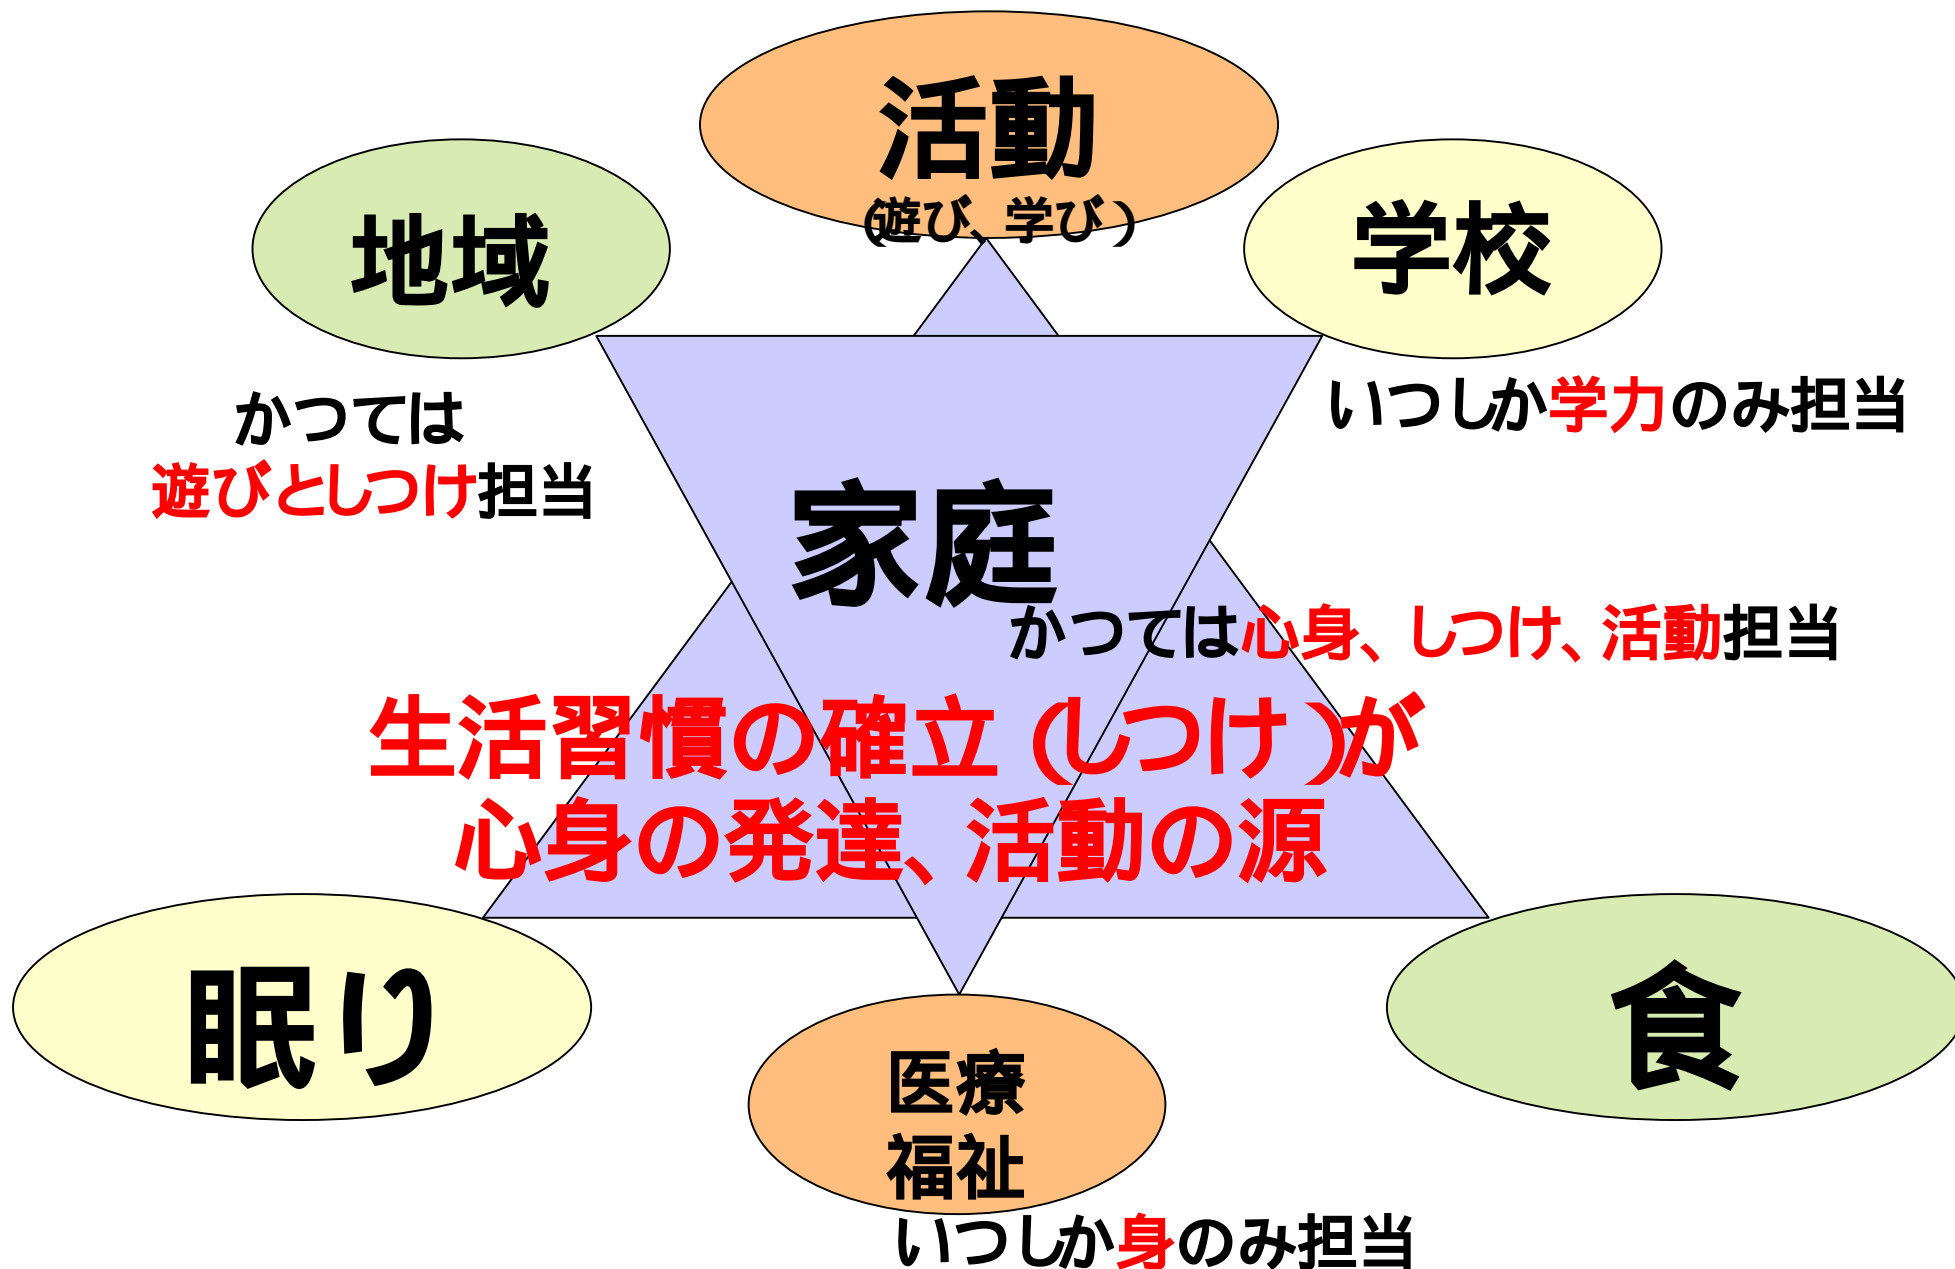 活動
(遊び、学び)
地域
学校
かつては
遊びとしつけ担当
いつしか学力のみ担当
家庭
かつては心身、しつけ、活動担当
生活習慣の確立(しつけ)が
心身の発達、活動の源
眠り
食
医療
福祉
いつしか身のみ担当